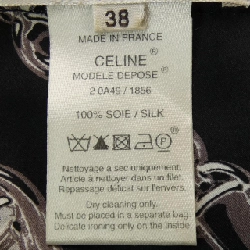 38
MADE IN FRANCE
CELINE®
MODELE DEPOSE
2.0A49 / 1856
100% SOIE / SILK
P
Nettoyage a sec uniquement.
Article à nettoyer dans un filet.
Repassage délicat sur l'envers.
Dry cleaning only.
Must be placed in a separate bag.
Delicate ironing only on the inside.